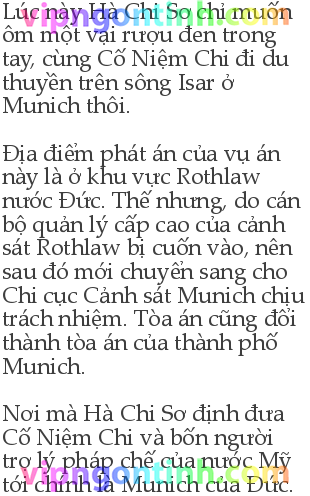 Lúc này Hà Chi Sơ chỉ muốn
vipngontinh.com
ôm một vại rượu đen trong
tay, cùng Cố Niệm Chi đi du
thuyền trên sông Isar ở
Munich thôi.
Địa điểm phát án của vụ án
này là ở khu vực Rothlaw
nước Đức. Thế nhưng, do cán
bộ quản lý cấp cao của cảnh
sát Rothlaw bị cuốn vào, nên
sau đó mới chuyển sang cho
Chi cục Cảnh sát Munich chịu
trách nhiệm. Tòa án cũng đổi
thành tòa án của thành phố
Munich.
Nơi mà Hà Chi Sơ định đưa
Cố Niệm Chi và bốn người
trợ lý pháp chế của nước Mỹ
vipngontinh.com
tới chính là Munich của Đức.